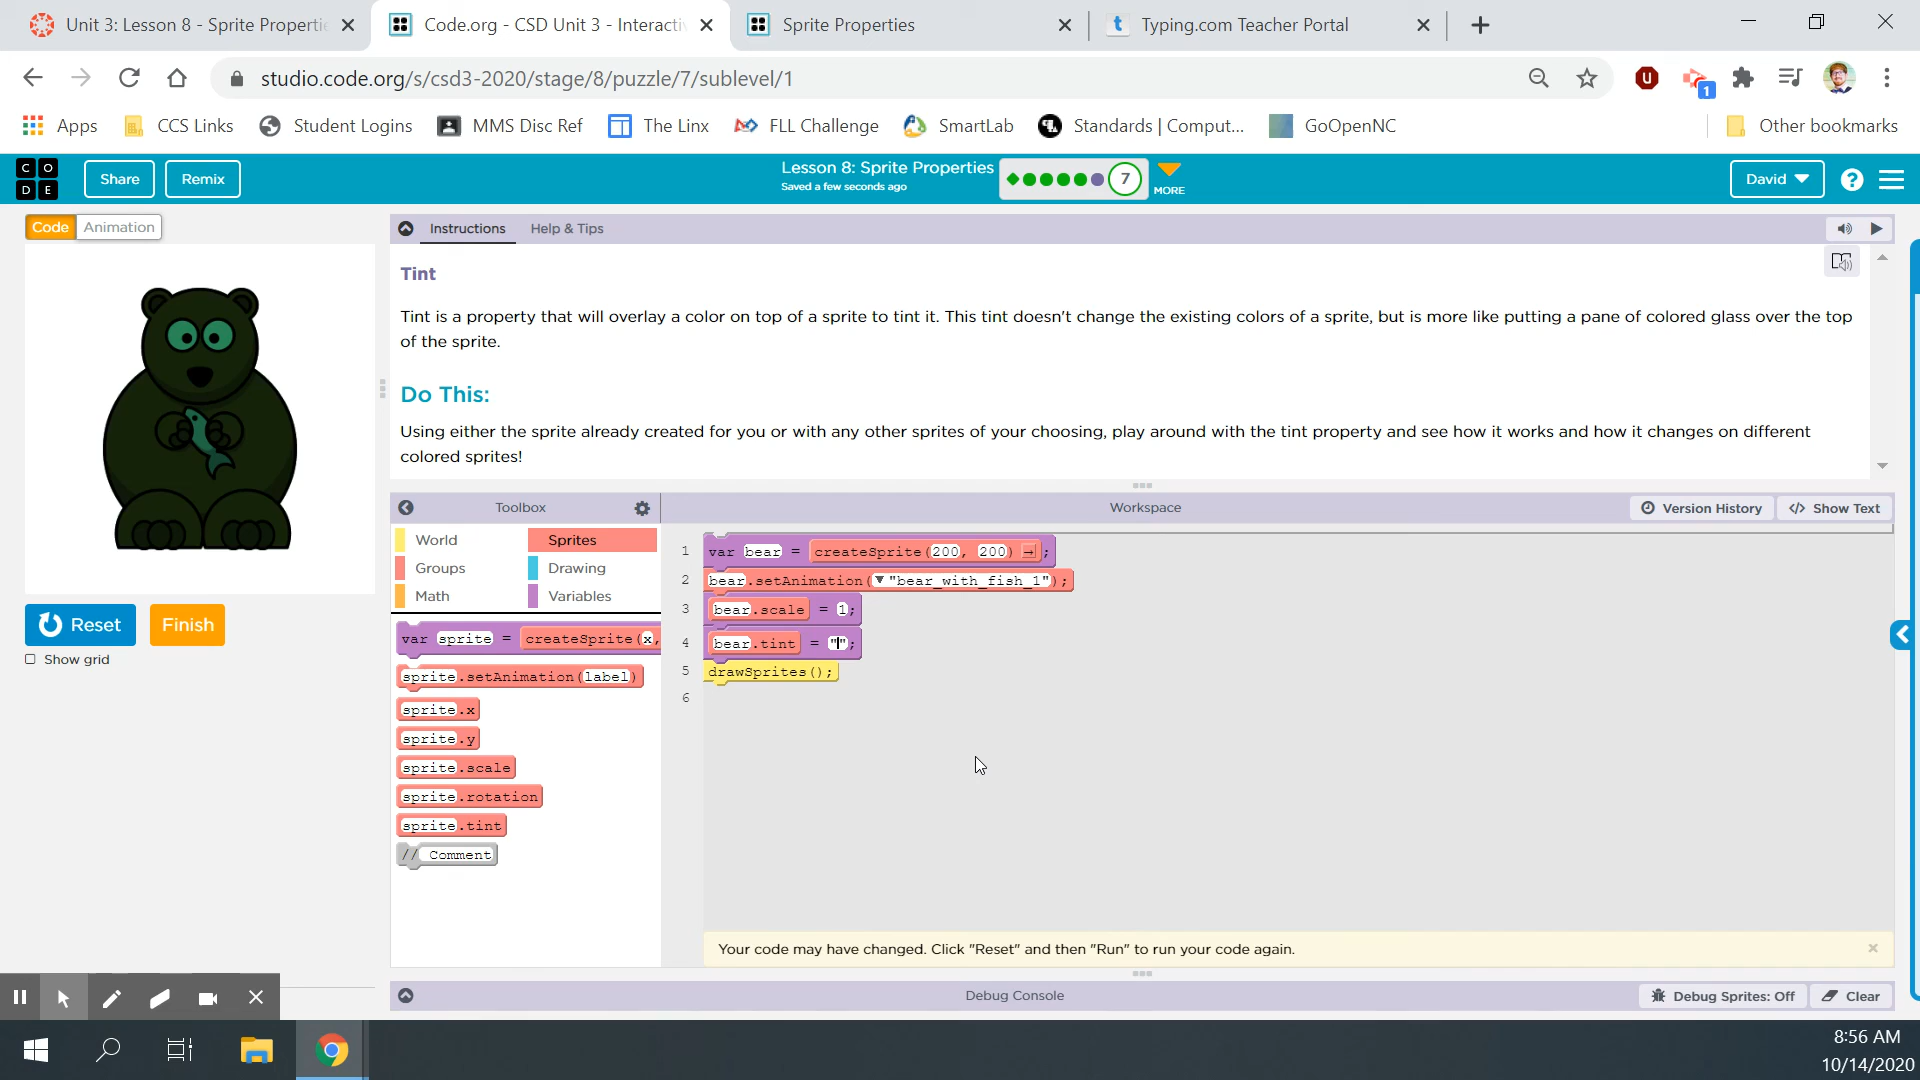 Unit 3: Lesson 8 - Sprite Properti
Code.org - CSD Unit 3 - Interacti
Sprite Properties
t Typing.com Teacher Portal
studio.code.org/s/csd3-2020/stage/8/puzzle/7/sublevel/1
1
Apps
CCS Links
Student Logins
MMS Disc Ref
The Linx
FLL Challenge
SmartLab
Standards | Comput...
GoOpenNC
Other bookmarks
C O
D E
Share
Remix
Lesson 8: Sprite Properties
Saved a few seconds ago
7
MORE
David
?
Code
Animation
Instructions
Help & Tips
Tint
Tint is a property that will overlay a color on top of a sprite to tint it. This tint doesn't change the existing colors of a sprite, but is more like putting a pane of colored glass over the top
of the sprite.
Do This:
Using either the sprite already created for you or with any other sprites of your choosing, play around with the tint property and see how it works and how it changes on different
colored sprites!
Reset
Finish
Show grid
Toolbox
World
Sprites
Groups
Drawing
Math
Variables
var sprite = createSprite(x,
sprite.setAnimation(label)
sprite.x
sprite.y
sprite.scale
sprite.rotation
sprite.tint
// Comment
Workspace
Version History
</> Show Text
1 var bear = createSprite(200, 200) → ;
2 bear.setAnimation(▼"bear_with_fish_1");
3 bear.scale = 1;
4 bear.tint = "";
5 drawSprites();
6
Your code may have changed. Click "Reset" and then "Run" to run your code again.
Debug Console
Debug Sprites: Off
Clear
8:56 AM
10/14/2020